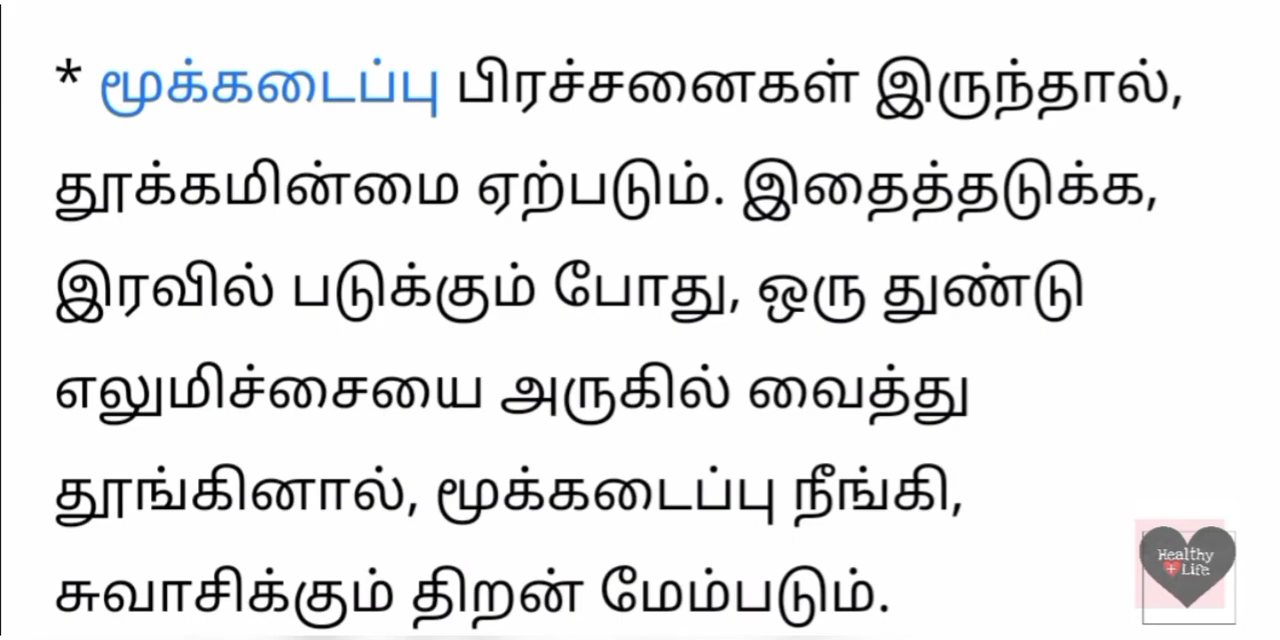 * மூக்கடைப்பு பிரச்சனைகள் இருந்தால்,
தூக்கமின்மை ஏற்படும். இதைத்தடுக்க,
இரவில் படுக்கும் போது, ஒரு துண்டு
எலுமிச்சையை அருகில் வைத்து
தூங்கினால், மூக்கடைப்பு நீங்கி,
சுவாசிக்கும் திறன் மேம்படும்.
Healthy
+ Life